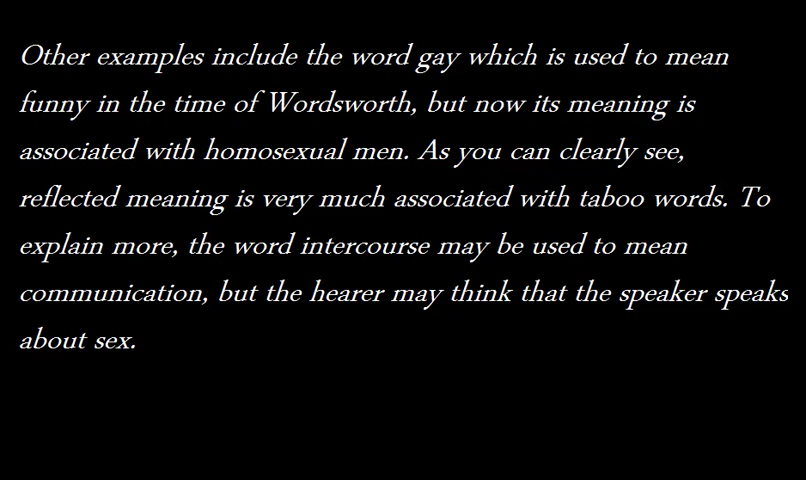 Other examples include the word gay which is used to mean
funny in the time of Wordsworth, but now its meaning is
associated with homosexual men. As you can clearly see,
reflected meaning is very much associated with taboo words. To
explain more, the word intercourse may be used to mean
communication, but the hearer may think that the speaker speaks
about sex.